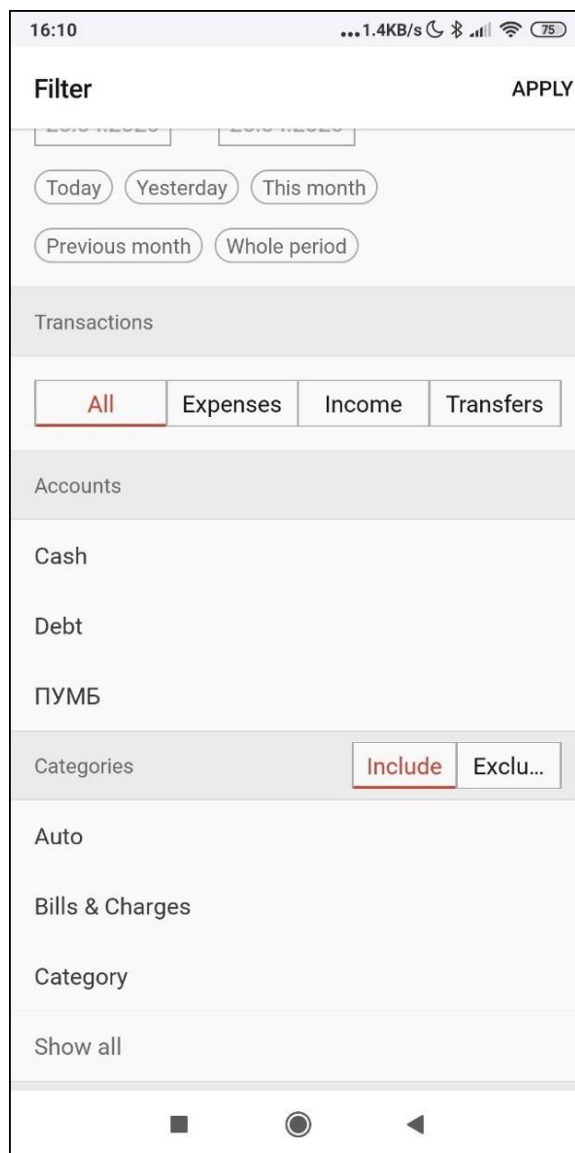 16:10 ...1.4KB/s 75
Filter APPLY
Today Yesterday This month
Previous month Whole period
Transactions
All Expenses Income Transfers
Accounts
Cash
Debt
ПУМБ
Categories Include Exclu...
Auto
Bills & Charges
Category
Show all